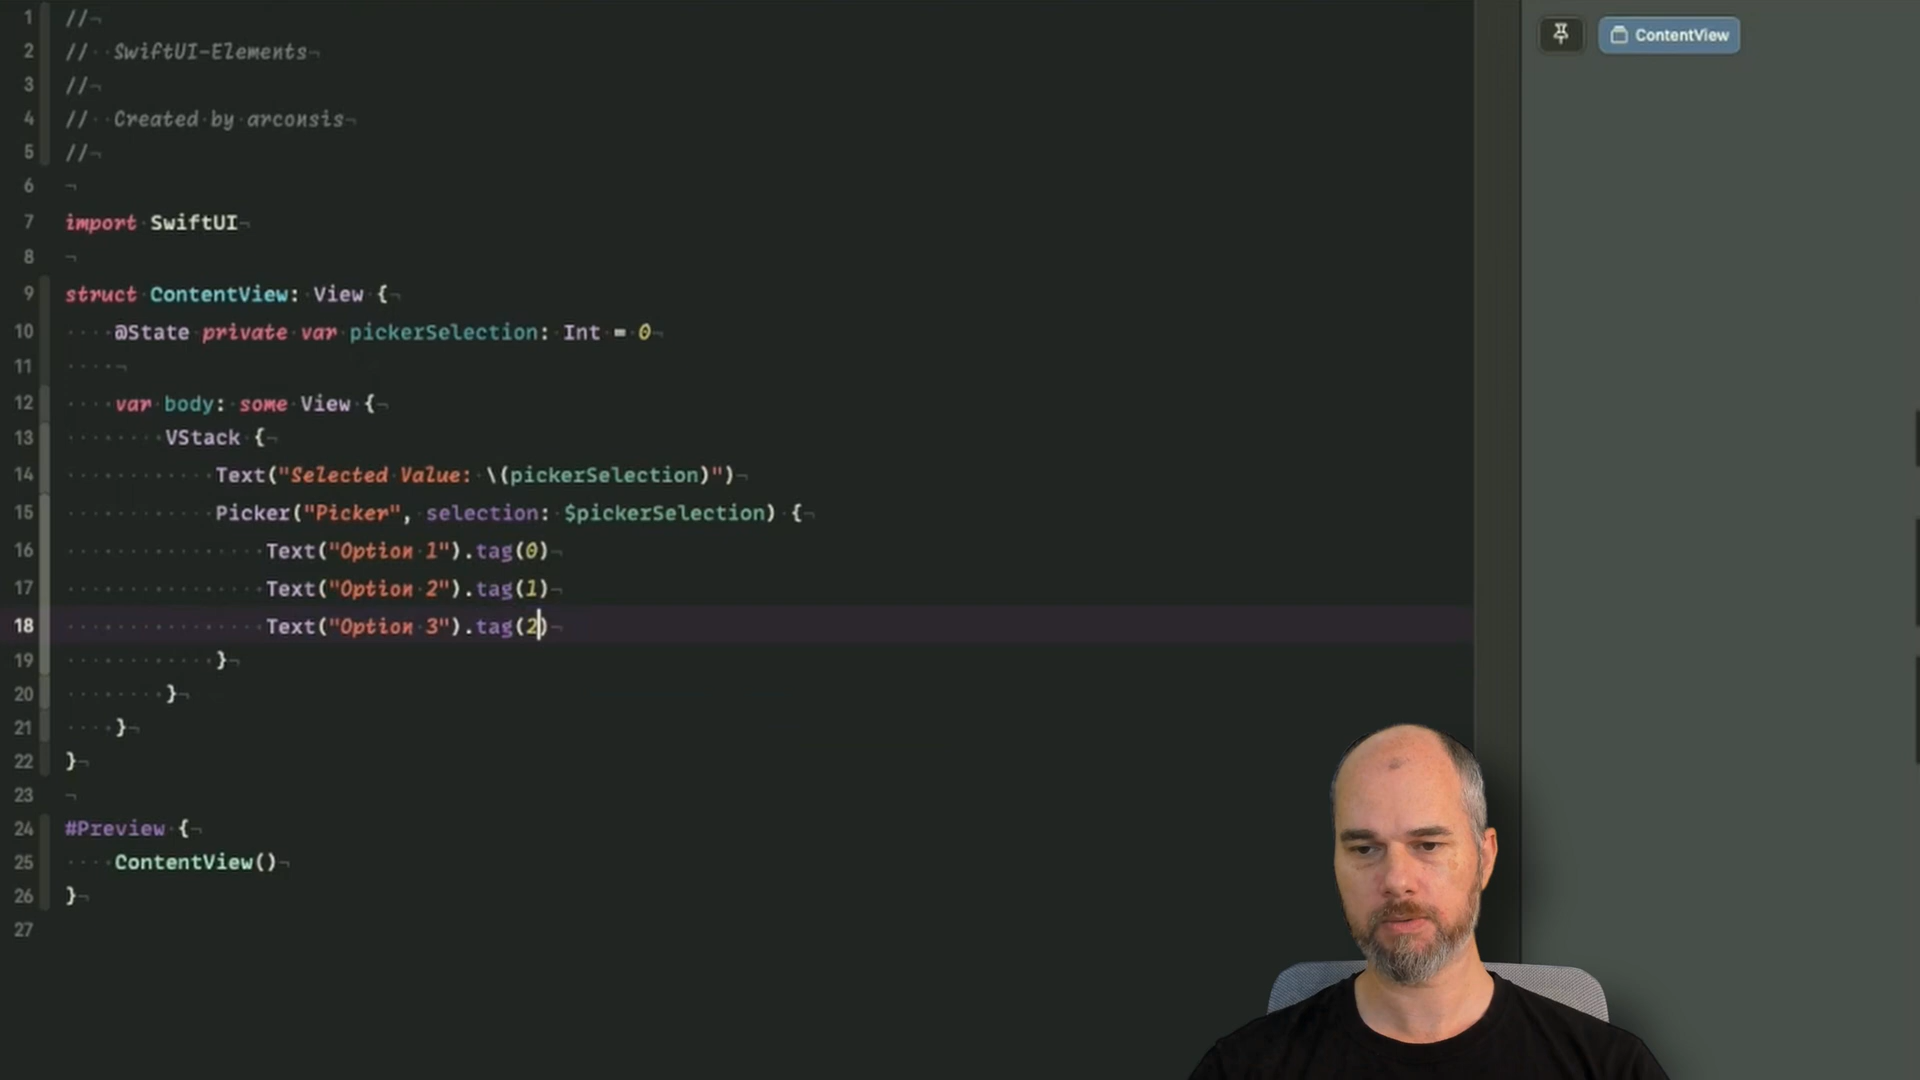 1 //
2 // SwiftUI-Elements
3 //
4 // Created by arconsis
5 //
6
7 import SwiftUI
8
9 struct ContentView: View {
10 @State private var pickerSelection: Int = 0
11
12 var body: some View {
13 VStack {
14 Text("Selected Value: \(pickerSelection)")
15 Picker("Picker", selection: $pickerSelection) {
16 Text("Option 1").tag(0)
17 Text("Option 2").tag(1)
18 Text("Option 3").tag(2)
19 }
20 }
21 }
22 }
23
24 #Preview {
25 ContentView()
26 }
27
ContentView